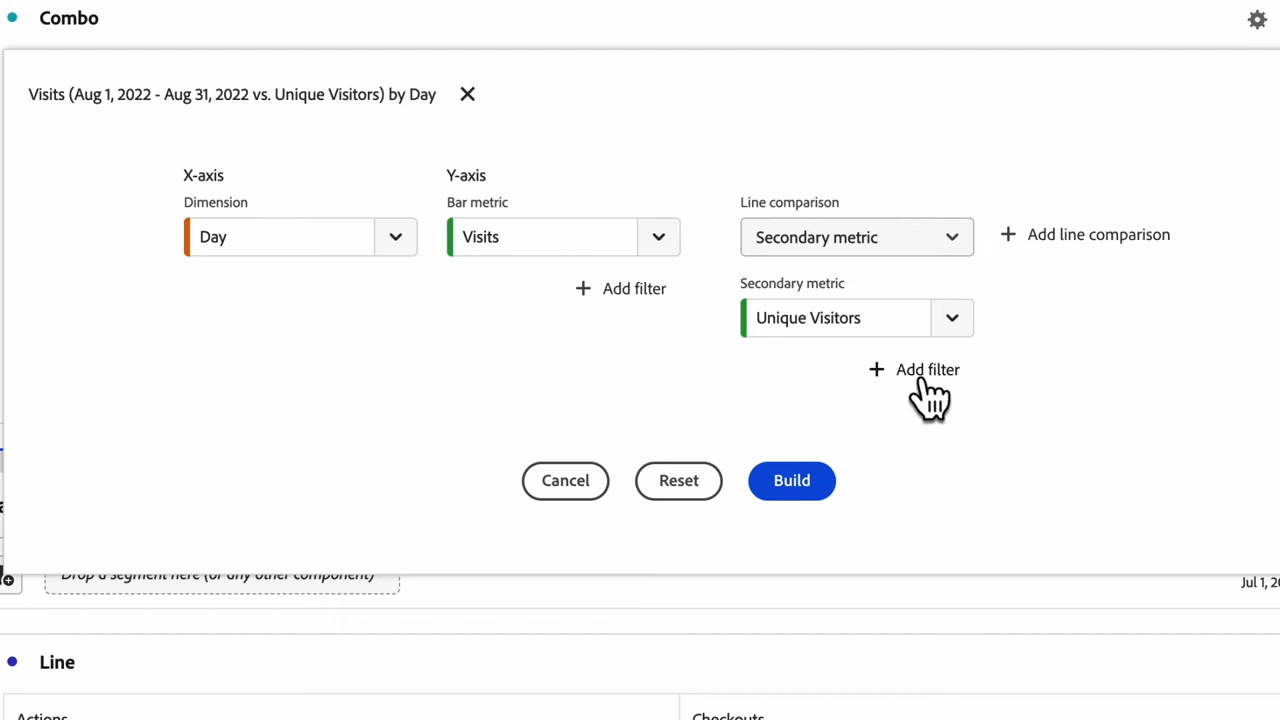 Combo
Visits (Aug 1, 2022 - Aug 31, 2022 vs. Unique Visitors) by Day
X-axis
Y-axis
Dimension
Bar metric
Line comparison
Day
Visits
Secondary metric
Add line comparison
Add filter
Secondary metric
Unique Visitors
Add filter
Cancel
Reset
Build
Drop a segment here (or any other component)
Jul 1, 20
Line
Actions
Checkouts